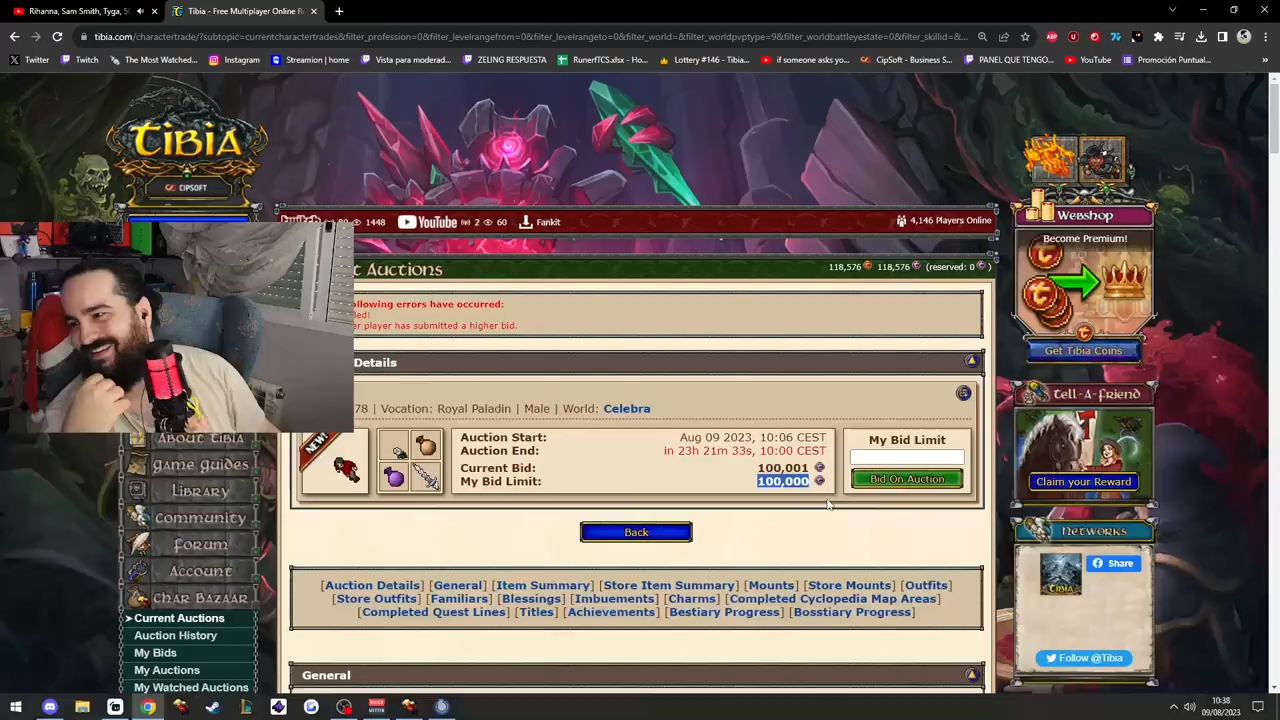 Rihanna, Sam Smith, Tyga, 5
Tibia - Free Multiplayer Online R
tibia.com/charactertrade/?subtopic=currentcharactertrades&filter_profession=0&filter_levelrangefrom=0&filter_levelrangeto=0&filter_world=&filter_worldpvptype=9&filter_worldbattleyestate=0&filter_skillid=&...
Twitter
Twitch
The Most Watched...
Instagram
Streamion | home
Vista para moderad...
ZELING RESPUESTA
RunerfTCS.xlsx - Ho...
Lottery #146 - Tibia...
if someone asks yo...
CipSoft - Business S...
PANEL QUE TENGO...
YouTube
Promoción Puntual...
TIBIA
CIPSOFT
Twitch
1448
YouTube
2
60
Fankit
4,146 Players Online
t Auctions
118,576 118,576 (reserved: 0 )
ollowing errors have occurred:
led!
er player has submitted a higher bid.
Details
78 | Vocation: Royal Paladin | Male | World: Celebra
NEW!
Auction Start: Aug 09 2023, 10:06 CEST
Auction End: in 23h 21m 33s, 10:00 CEST
Current Bid: 100,001
My Bid Limit: 100,000
My Bid Limit
Bid On Auction
Back
[Auction Details] [General] [Item Summary] [Store Item Summary] [Mounts] [Store Mounts] [Outfits]
[Store Outfits] [Familiars] [Blessings] [Imbuements] [Charms] [Completed Cyclopedia Map Areas]
[Completed Quest Lines] [Titles] [Achievements] [Bestiary Progress] [Bosstiary Progress]
General
About Tibia
Game Guides
Library
Community
Forum
Account
Char Bazaar
Current Auctions
Auction History
My Bids
My Auctions
My Watched Auctions
Webshop
Become Premium!
Get Tibia Coins
Tell-A-Friend
Claim your Reward
Networks
TIBIA
Share
Follow @Tibia
10:38
09/08/2023